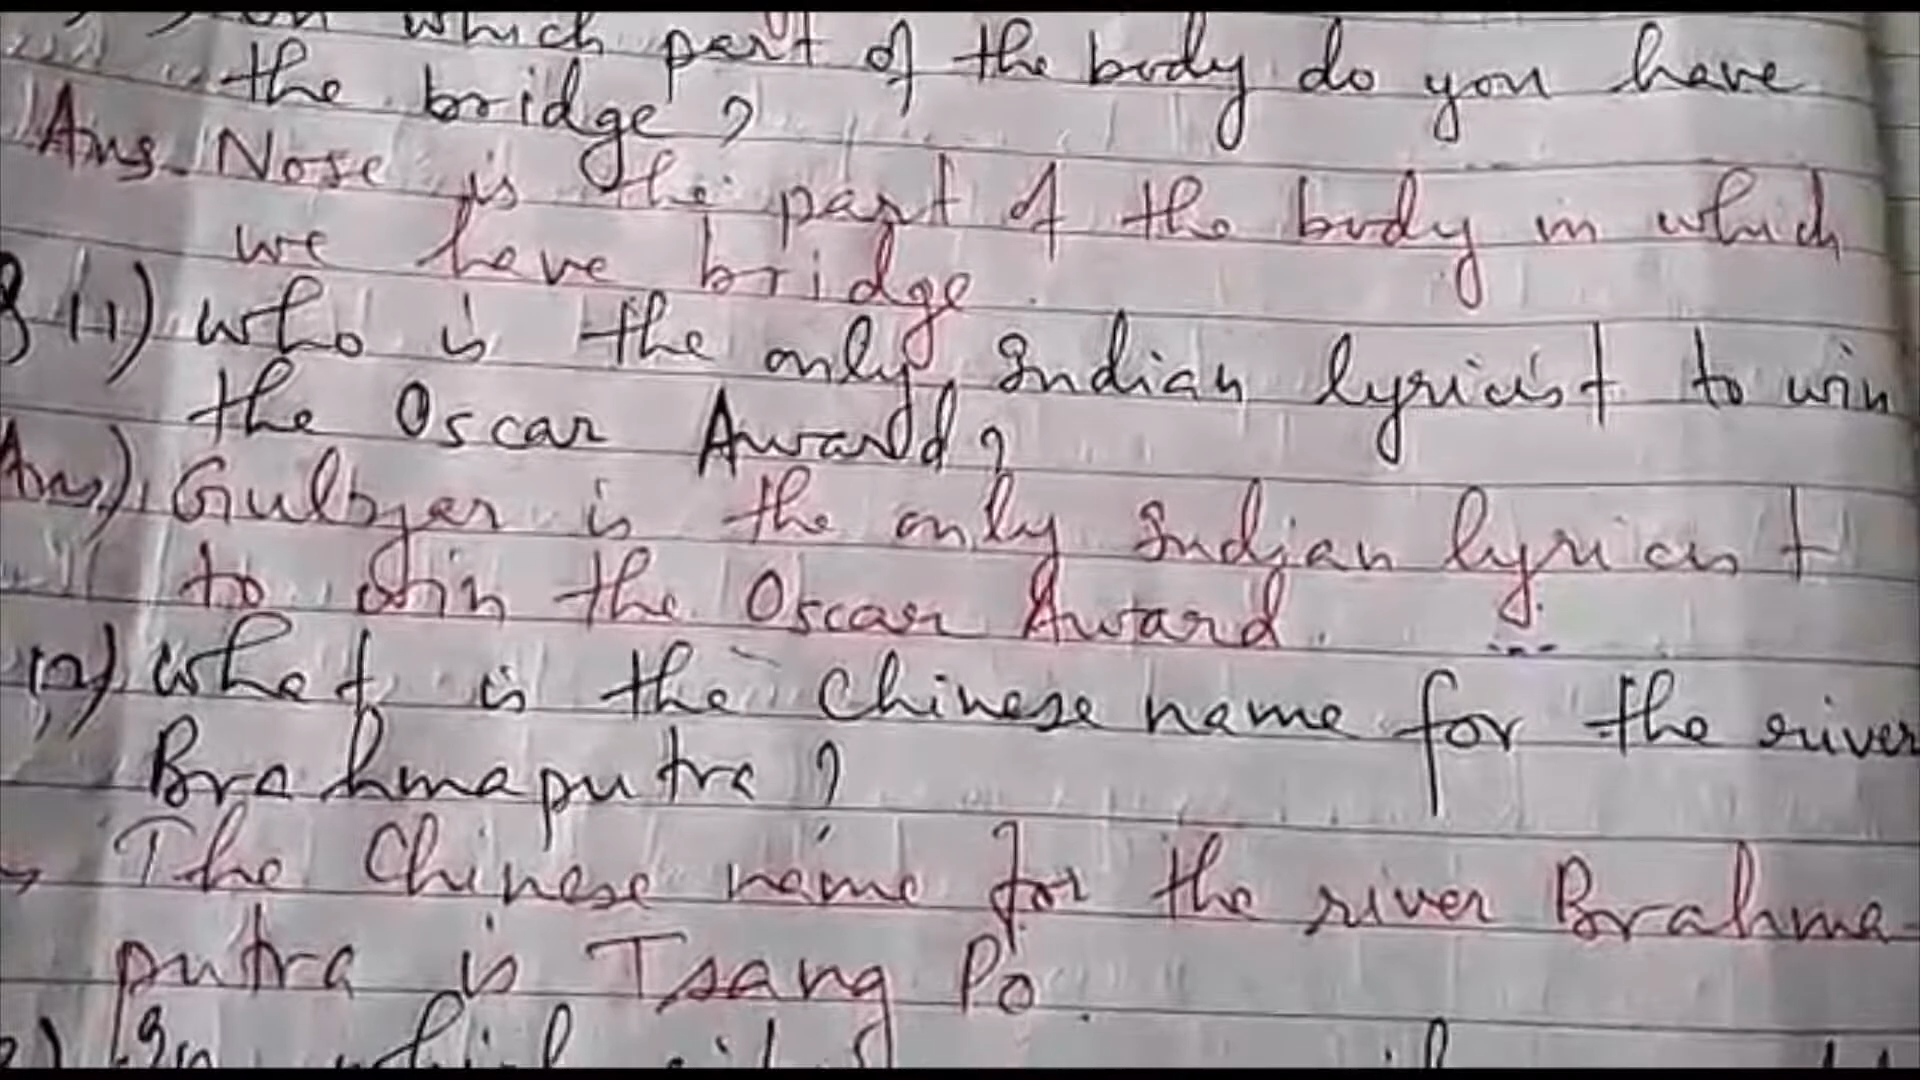 which part of the body do you have
the bridge?
Ans Nose is the part of the body in which
we have bridge
11) who is the only Indian lyricist to win
the Oscar Award?
Ans) Gulzar is the only Indian lyricist
to win the Oscar Award.
12) what is the Chinese name for the river
Brahmaputra?
The Chinese name for the river Brahma
putra is Tsang Po.